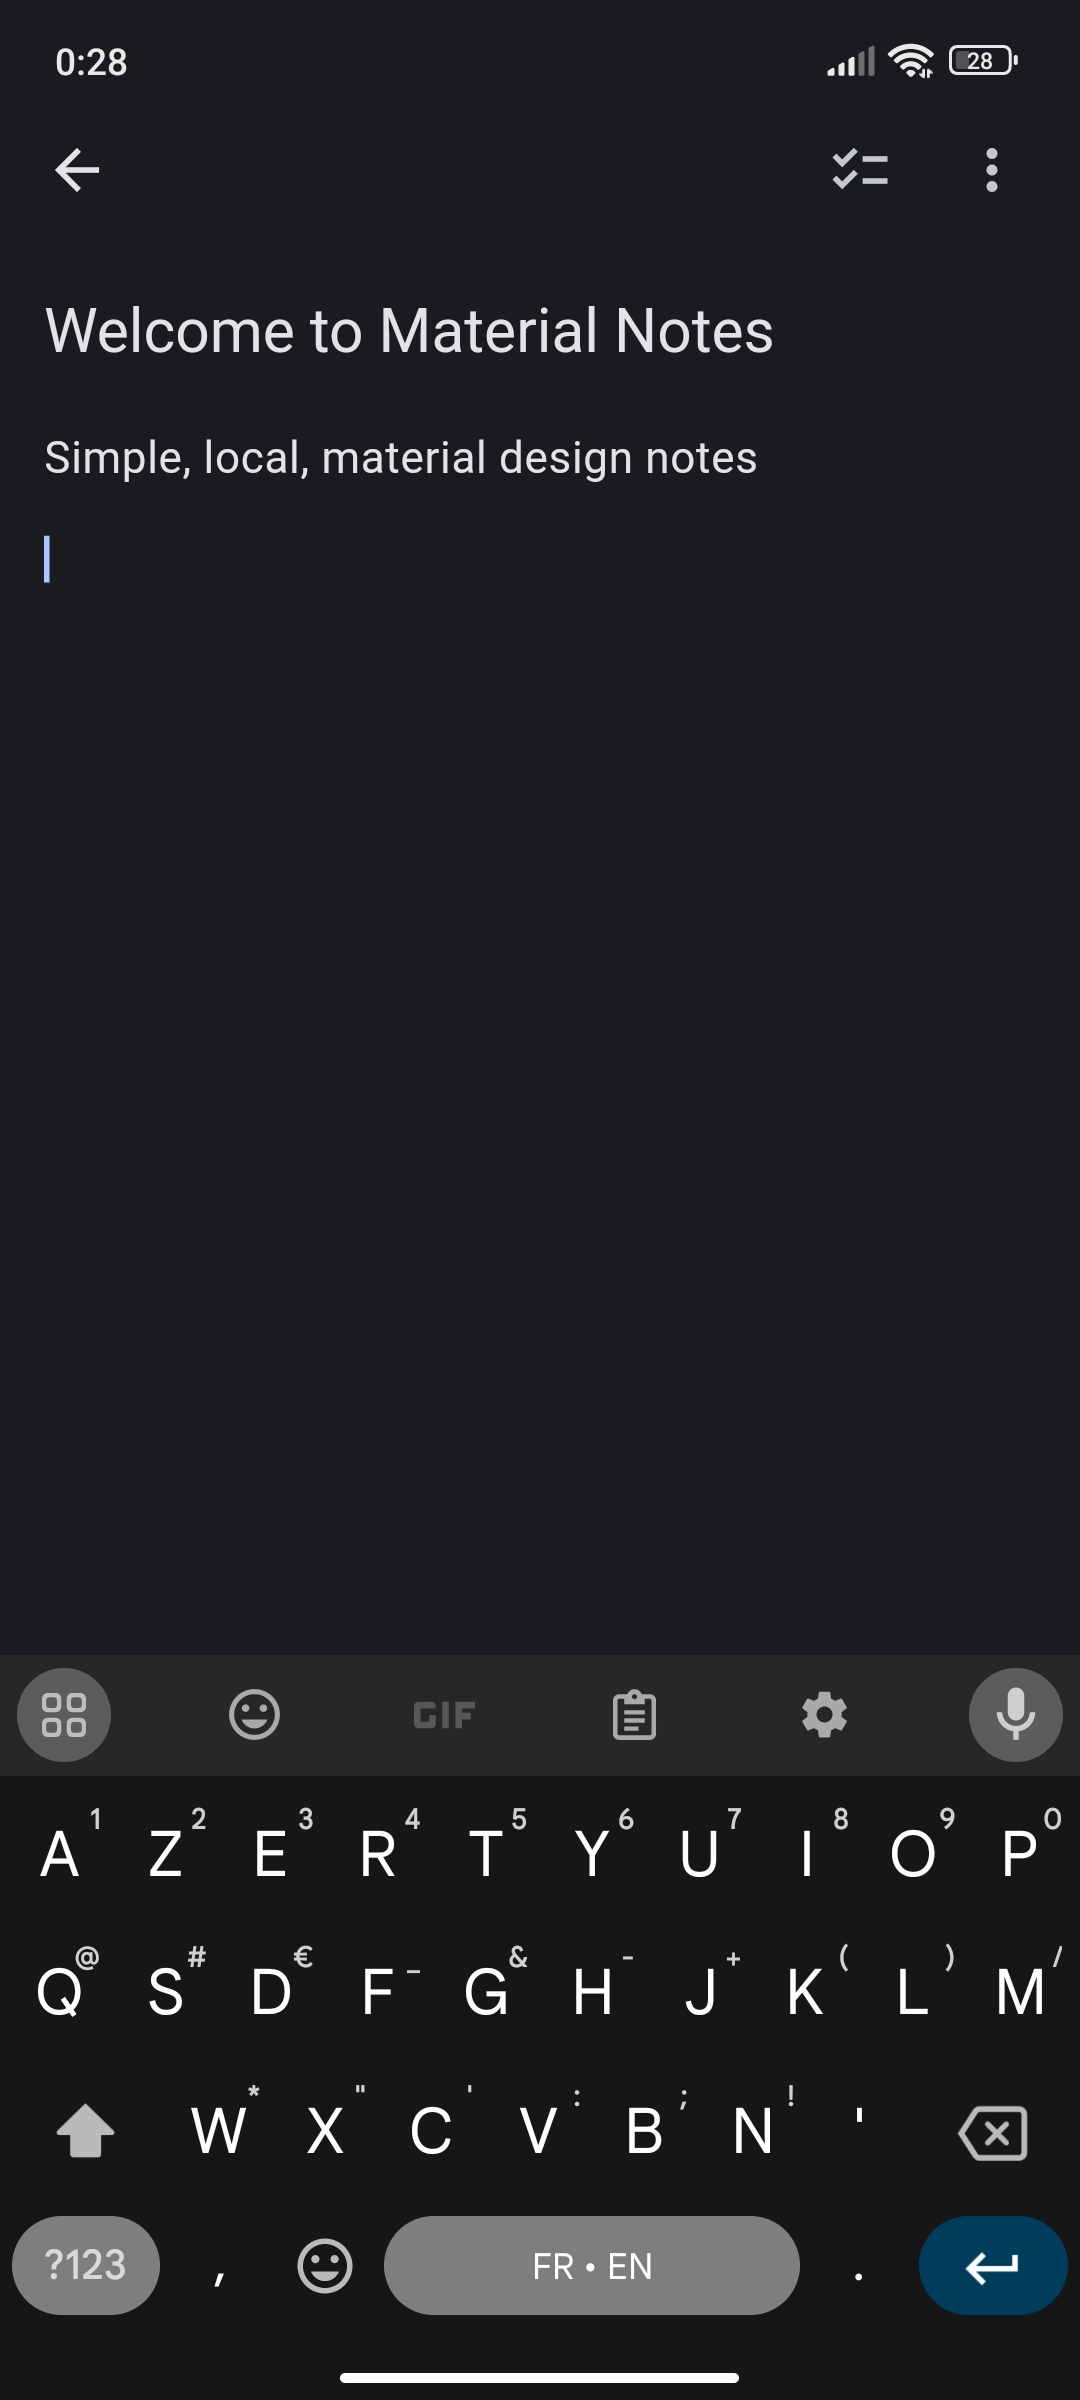 0:28
28
Welcome to Material Notes
Simple, local, material design notes
GIF
A 1 Z 2 E 3 R 4 T 5 Y 6 U 7 I 8 O 9 P 0
Q @ S # D € F _ G & H - J + K ( L ) M /
W * X " C ' V : B ; N ! '
?123 , FR • EN .